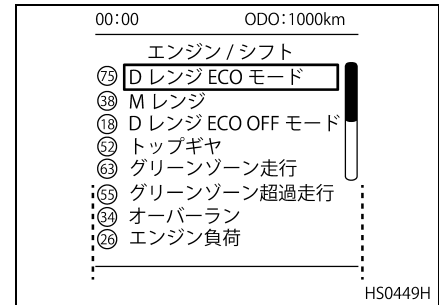 00:00 ODO:1000km
エンジン / シフト
75 D レンジ ECO モード
38 M レンジ
18 D レンジ ECO OFF モード
52 トップギヤ
63 グリーンゾーン走行
55 グリーンゾーン超過走行
34 オーバーラン
26 エンジン負荷
HS0449H